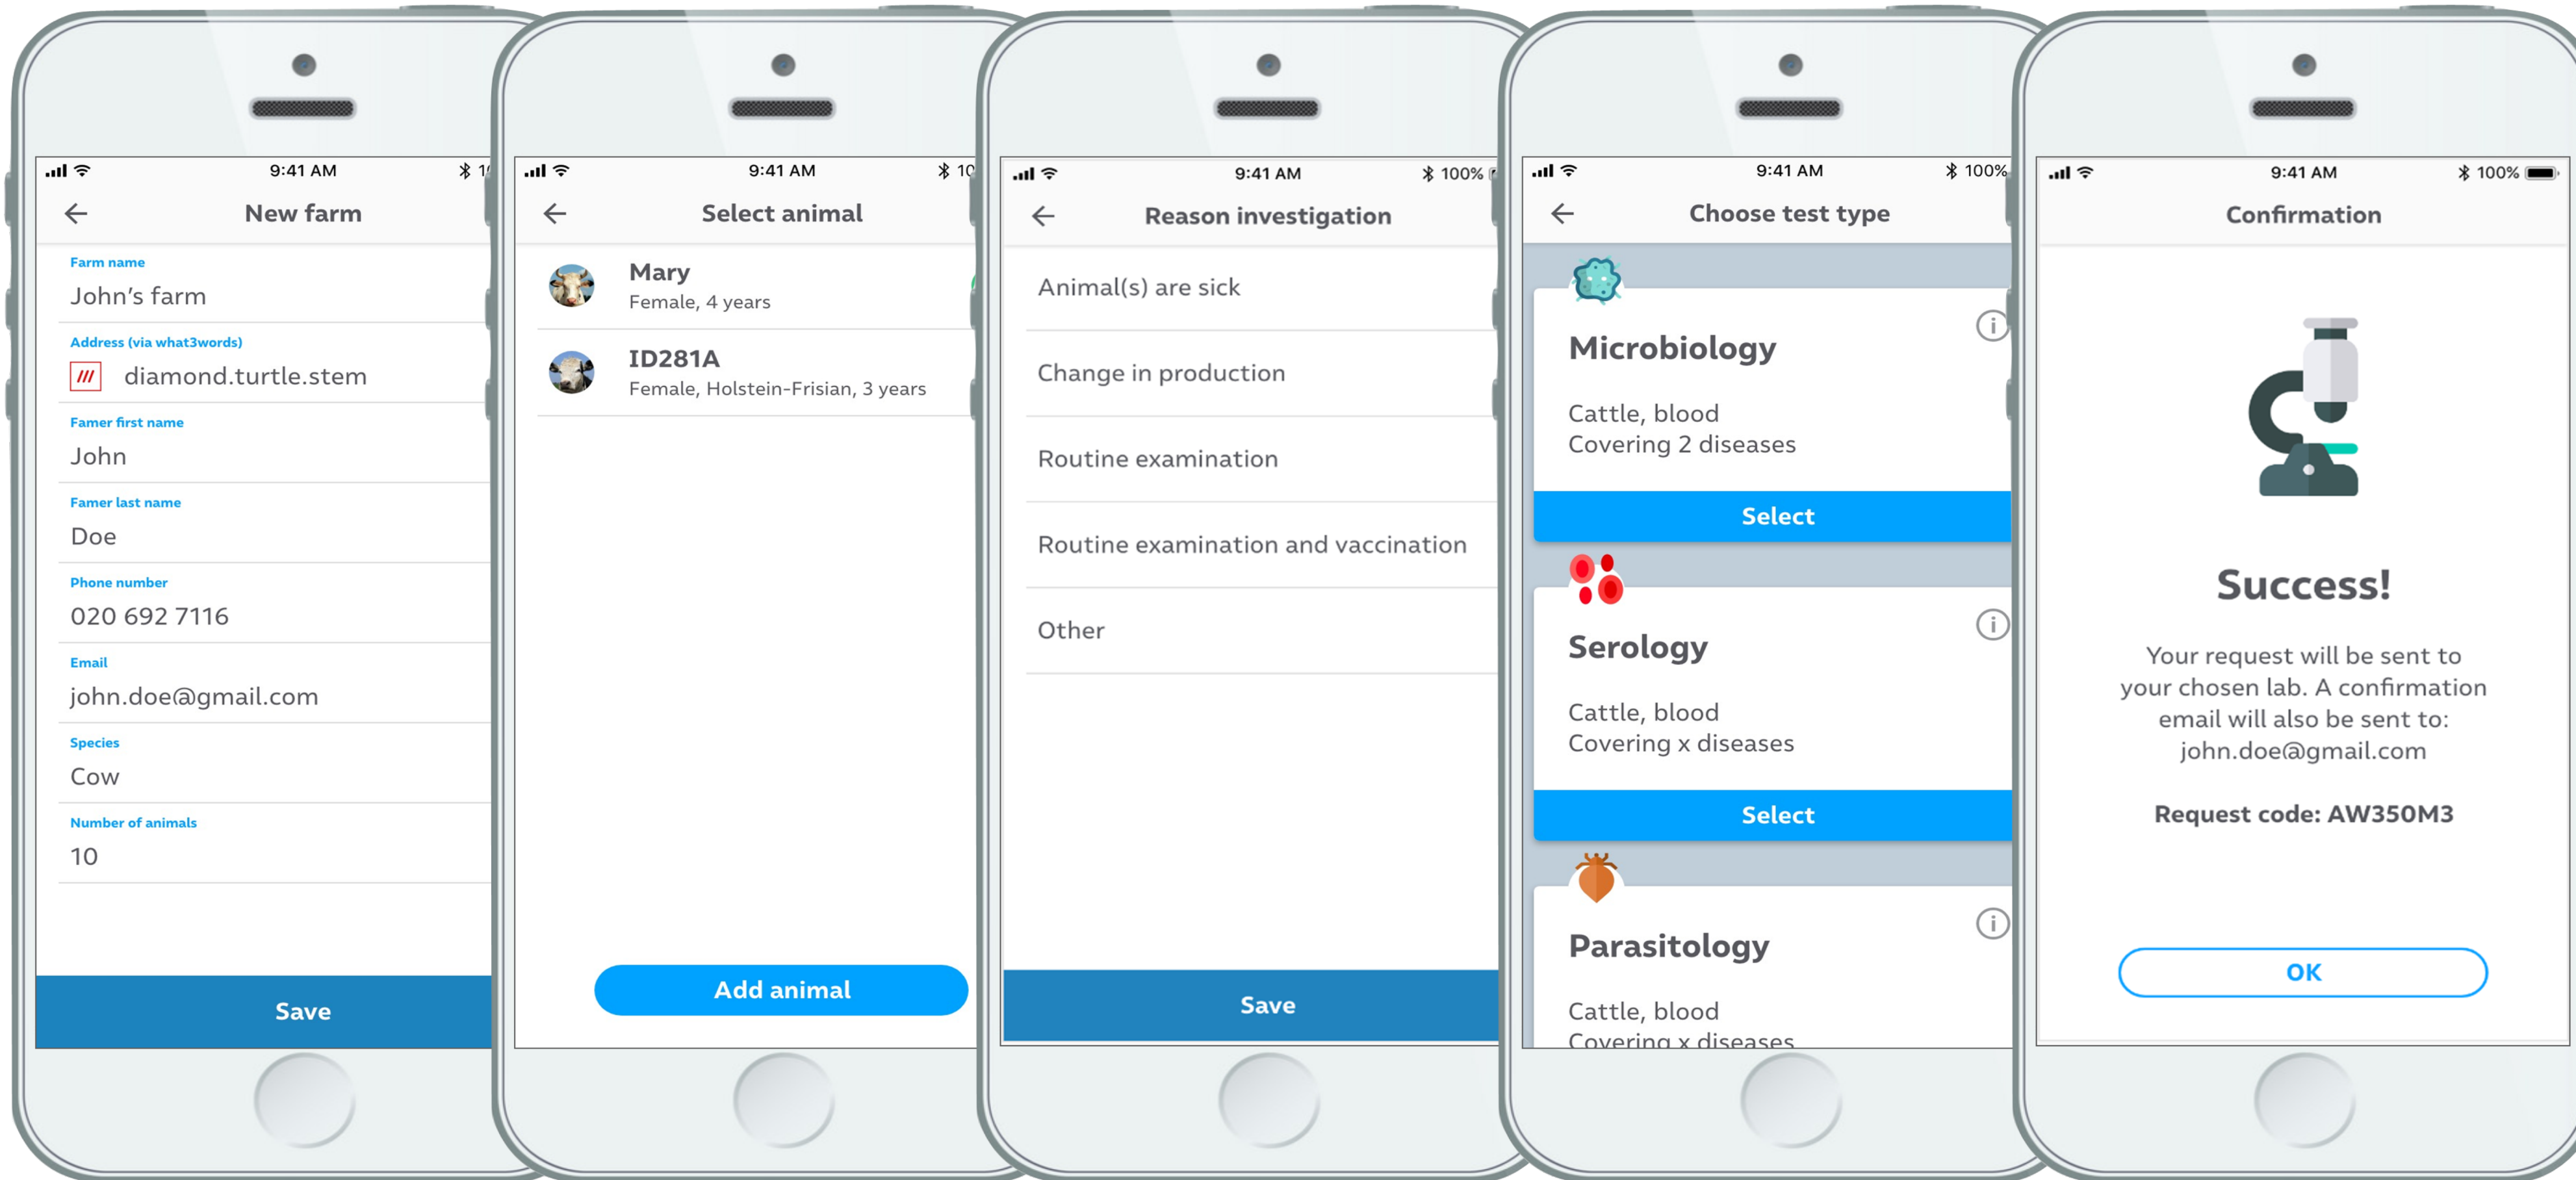 9:41 AM
New farm
Farm name
John's farm
Address (via what3words)
diamond.turtle.stem
Famer first name
John
Famer last name
Doe
Phone number
020 692 7116
Email
john.doe@gmail.com
Species
Cow
Number of animals
10
Save
9:41 AM
10
Select animal
Mary
Female, 4 years
ID281A
Female, Holstein-Frisian, 3 years
Add animal
9:41 AM
100%
Reason investigation
Animal(s) are sick
Change in production
Routine examination
Routine examination and vaccination
Other
Save
9:41 AM
100%
Choose test type
Microbiology
Cattle, blood
Covering 2 diseases
Select
Serology
Cattle, blood
Covering x diseases
Select
Parasitology
Cattle, blood
Covering x diseases
9:41 AM
100%
Confirmation
Success!
Your request will be sent to
your chosen lab. A confirmation
email will also be sent to:
john.doe@gmail.com
Request code: AW350M3
OK